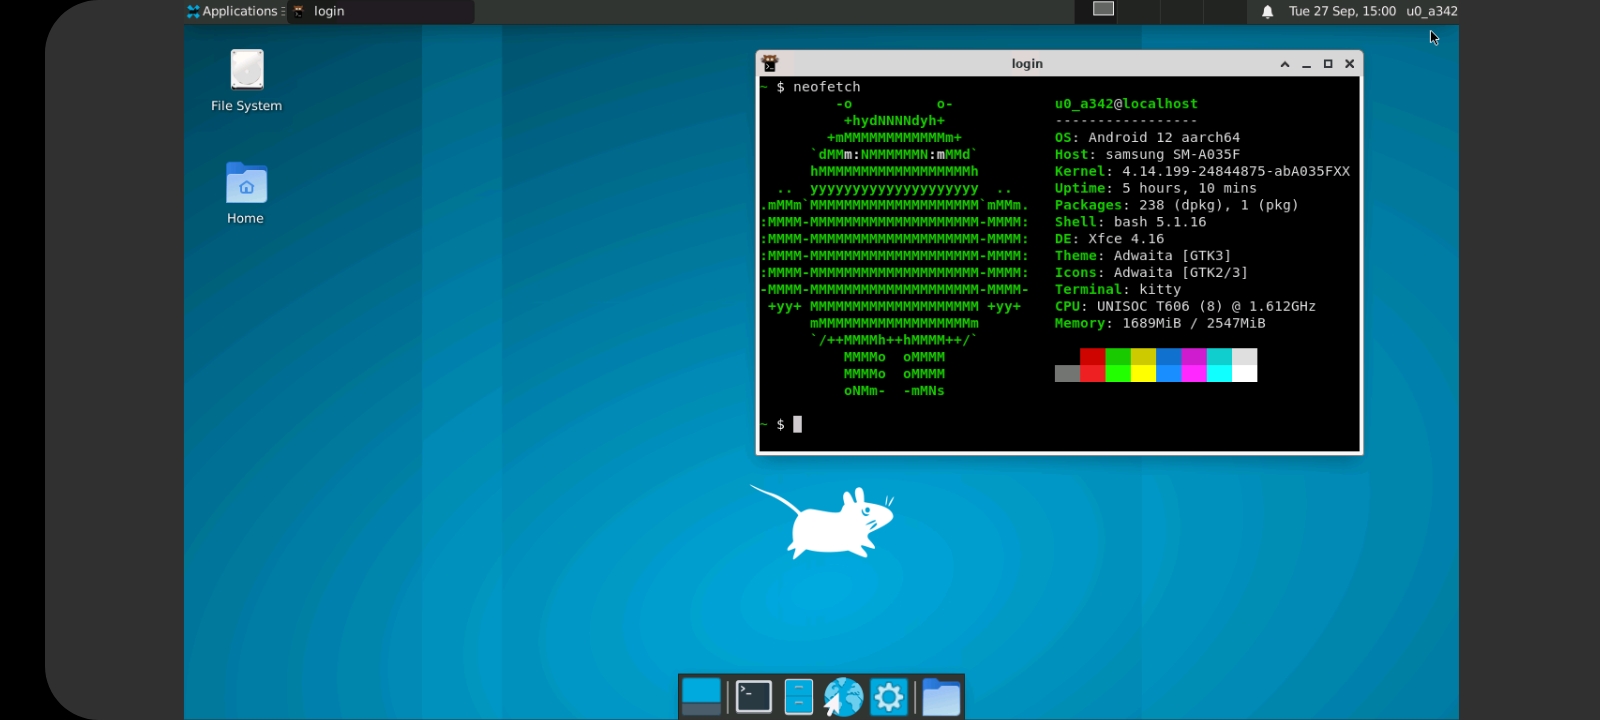 Applications login Tue 27 Sep, 15:00 u0_a342
File System
Home
login
~ $ neofetch
-o          o-
+hydNNNNdyh+
+mMMMMMMMMMMMMm+
`dMMm:NMMMMMMN:mMMd`
hMMMMMMMMMMMMMMMMMMh
..  yyyyyyyyyyyyyyyyyyyy  ..
.mMMm`MMMMMMMMMMMMMMMMMMMM`mMMm.
:MMMM-MMMMMMMMMMMMMMMMMMMM-MMMM:
:MMMM-MMMMMMMMMMMMMMMMMMMM-MMMM:
:MMMM-MMMMMMMMMMMMMMMMMMMM-MMMM:
:MMMM-MMMMMMMMMMMMMMMMMMMM-MMMM:
-MMMM-MMMMMMMMMMMMMMMMMMMM-MMMM-
+yy+ MMMMMMMMMMMMMMMMMMMM +yy+
mMMMMMMMMMMMMMMMMMMm
`/++MMMMh++hMMMM++/`
MMMMo  oMMMM
MMMMo  oMMMM
oNMm-  -mMNs
u0_a342@localhost
-----------------
OS: Android 12 aarch64
Host: samsung SM-A035F
Kernel: 4.14.199-24844875-abA035FXX
Uptime: 5 hours, 10 mins
Packages: 238 (dpkg), 1 (pkg)
Shell: bash 5.1.16
DE: Xfce 4.16
Theme: Adwaita [GTK3]
Icons: Adwaita [GTK2/3]
Terminal: kitty
CPU: UNISOC T606 (8) @ 1.612GHz
Memory: 1689MiB / 2547MiB
~ $